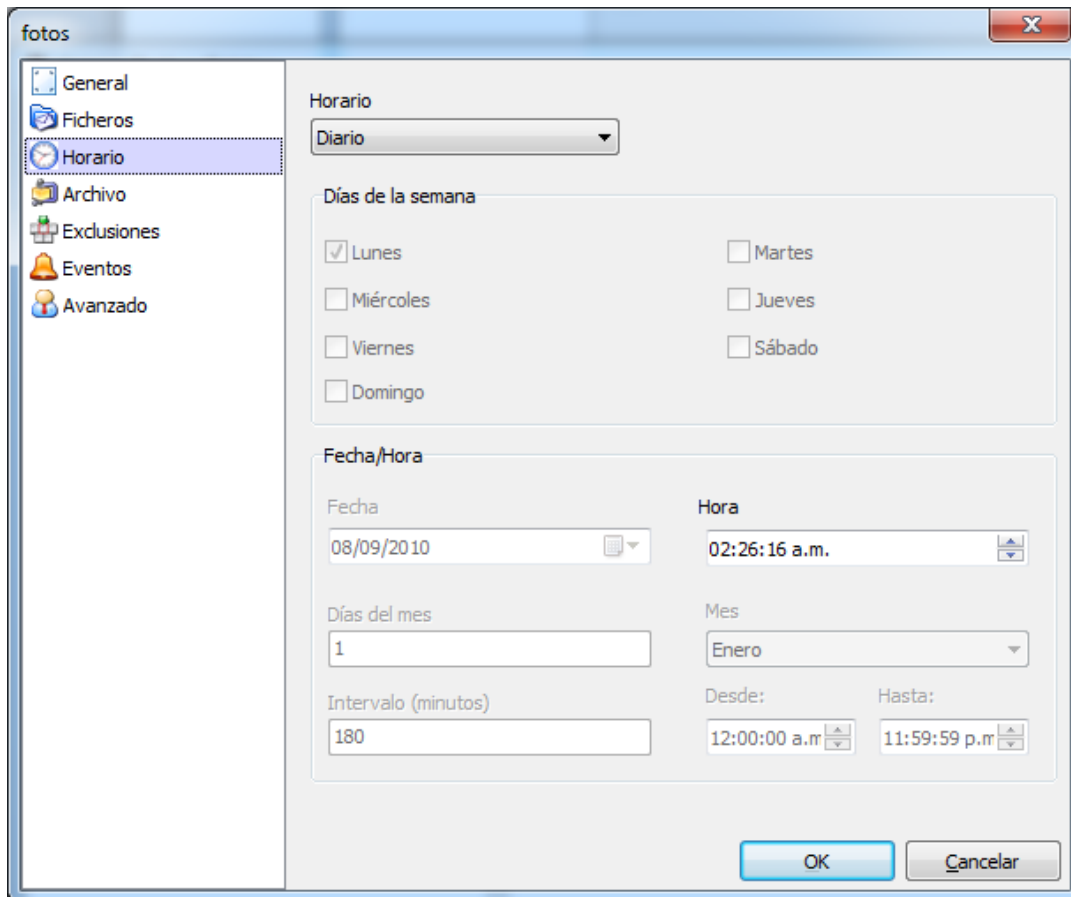 fotos
General
Ficheros
Horario
Archivo
Exclusiones
Eventos
Avanzado
Horario
Diario
Días de la semana
Lunes
Martes
Miércoles
Jueves
Viernes
Sábado
Domingo
Fecha/Hora
Fecha
Hora
08/09/2010
02:26:16 a.m.
Días del mes
Mes
1
Enero
Intervalo (minutos)
Desde:
Hasta:
180
12:00:00 a.m
11:59:59 p.m
OK
Cancelar